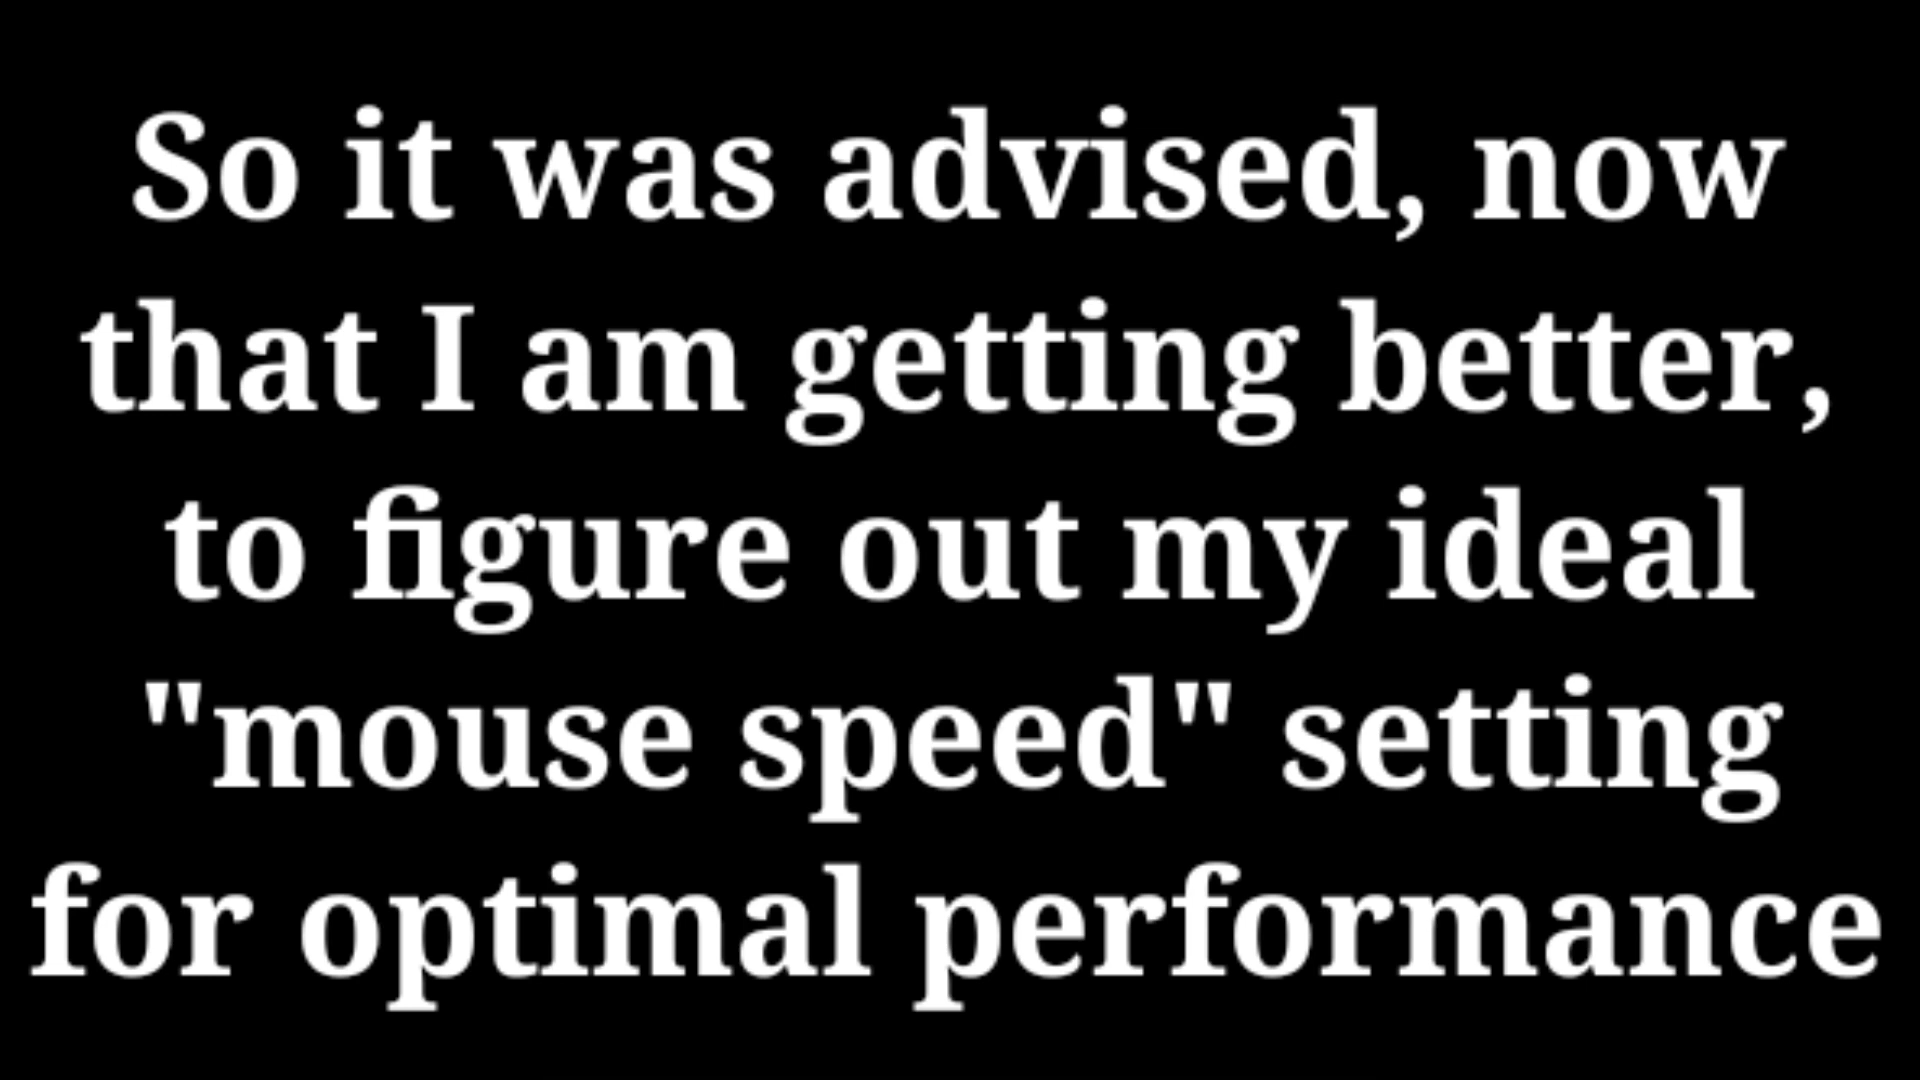 So it was advised, now
that I am getting better,
to figure out my ideal
"mouse speed" setting
for optimal performance